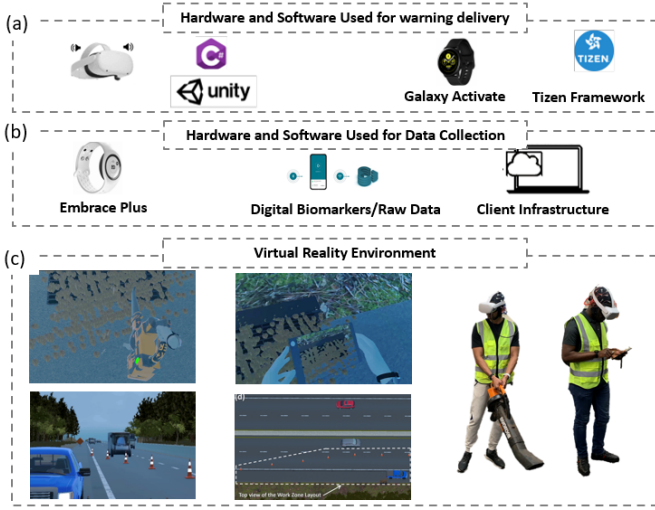 (a)
Hardware and Software Used for warning delivery
C#
unity
TIZEN
Galaxy Activate
Tizen Framework
(b)
Hardware and Software Used for Data Collection
Embrace Plus
Digital Biomarkers/Raw Data
Client Infrastructure
(c)
Virtual Reality Environment
(d)
Top view of the Work Zone Layout